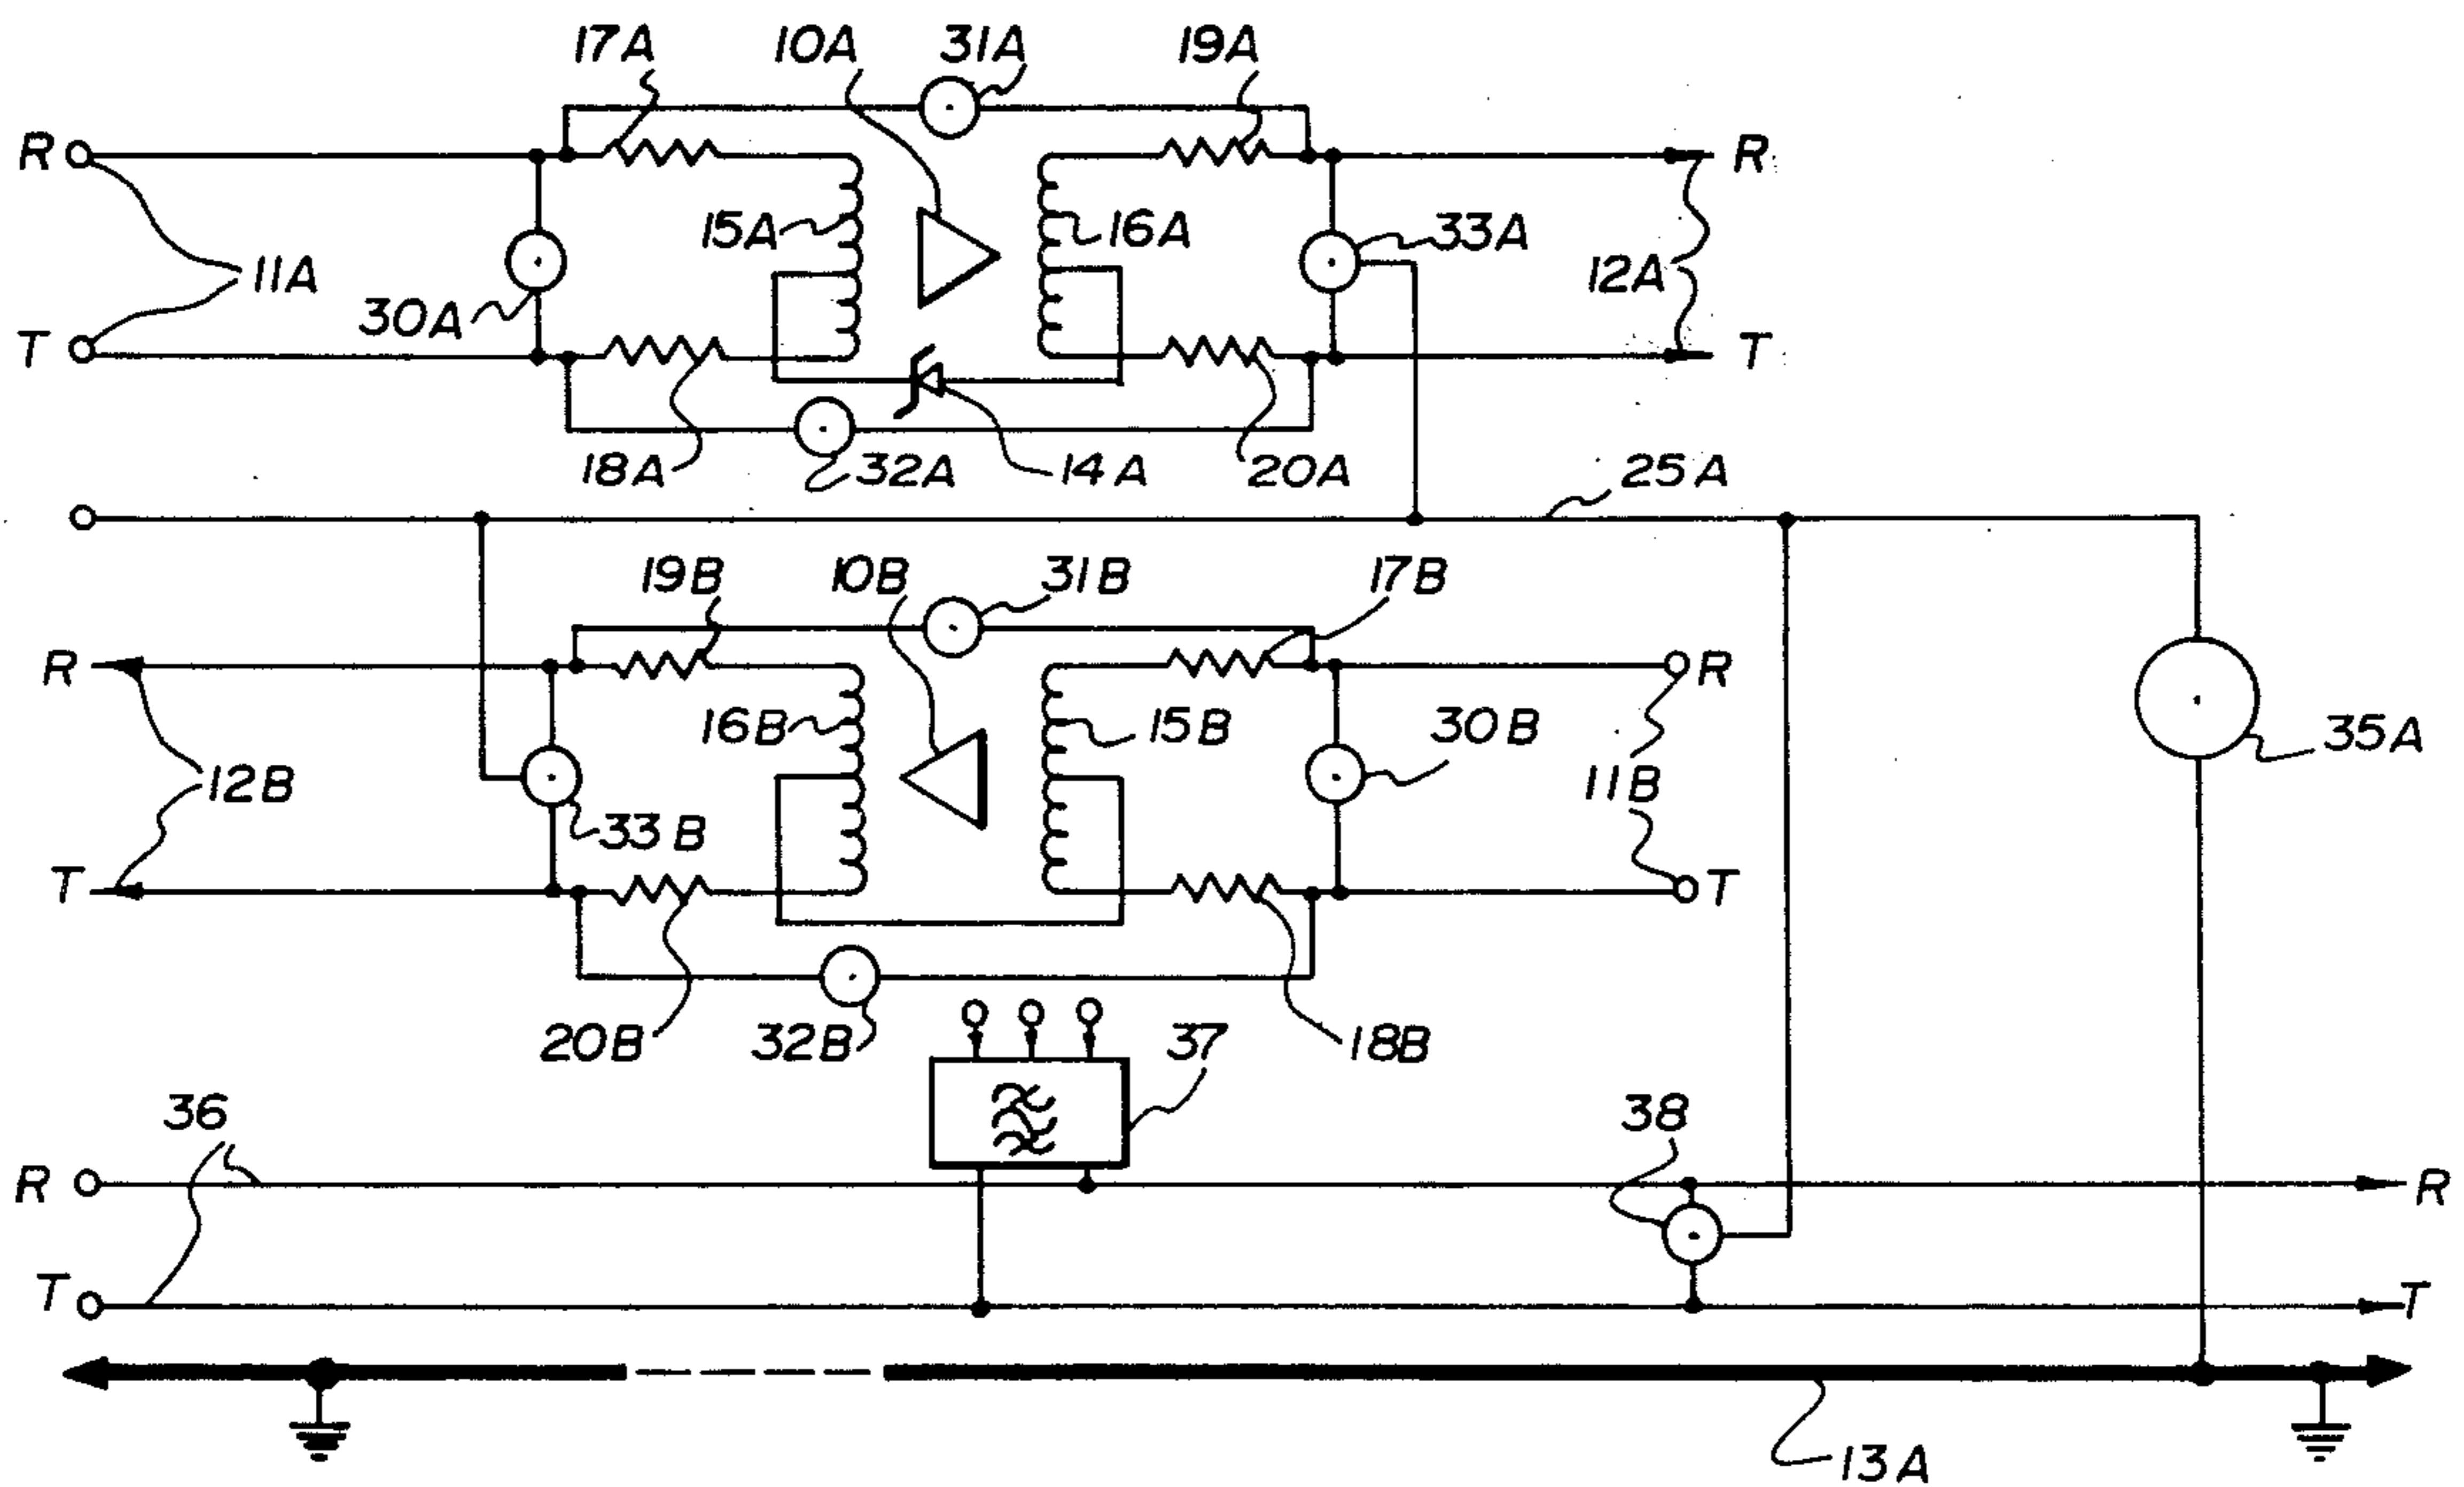 17A 10A 31A 19A
R R
15A 16A 33A
11A 12A
30A
T T
18A 32A 14A 20A 25A
19B 10B 31B 17B
R R
16B 15B 30B 35A
12B 11B
33B
T T
20B 32B 37 18B
36 38
R R
T T
13A